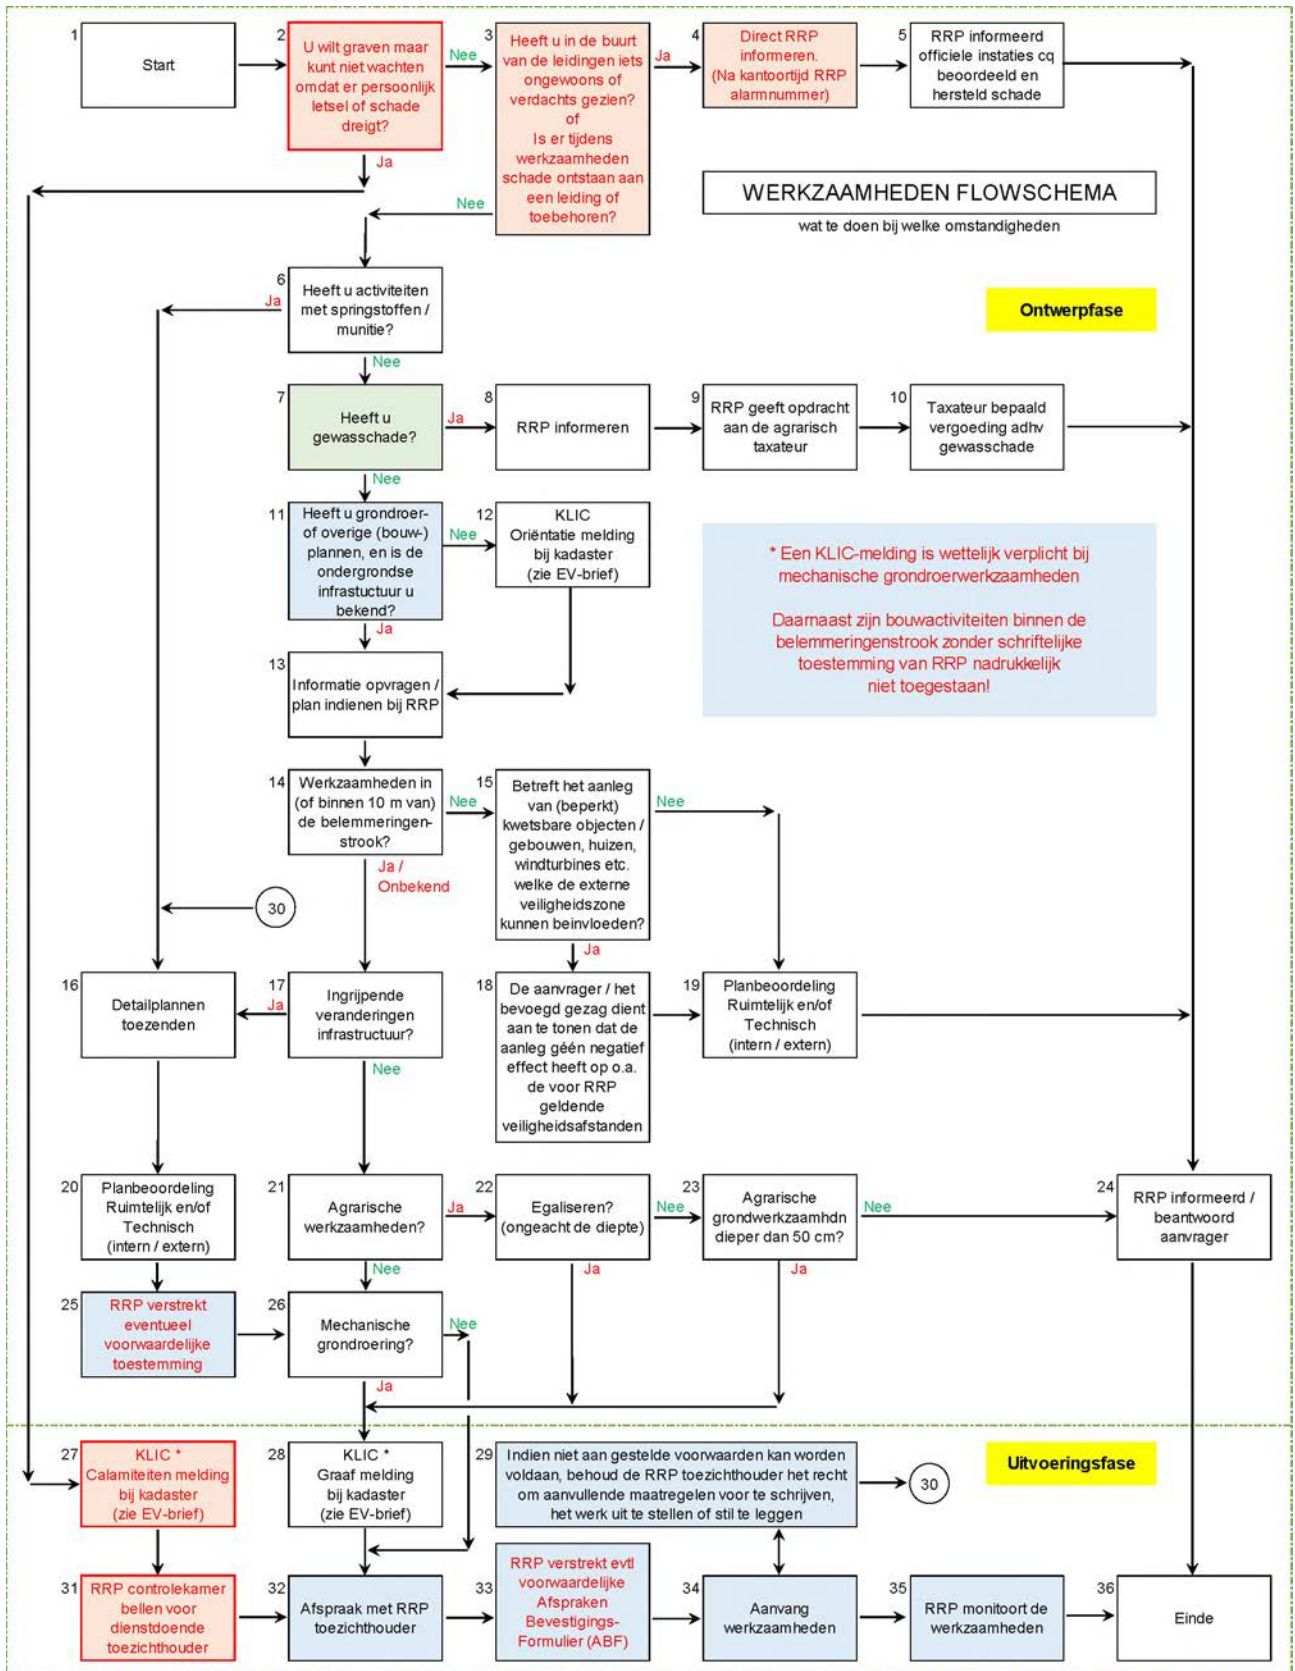 1
Start
2
U wilt graven maar
kunt niet wachten
omdat er persoonlijk
letsel of schade
dreigt?
Nee
Ja
3
Heeft u in de buurt
van de leidingen iets
ongewoons of
verdachts gezien?
of
Is er tijdens
werkzaamheden
schade ontstaan aan
een leiding of
toebehoren?
Ja
Nee
4
Direct RRP
informeren.
(Na kantoortijd RRP
alarmnummer)
5
RRP informeerd
officiele instaties cq
beoordeeld en
hersteld schade
WERKZAAMHEDEN FLOWSCHEMA
wat te doen bij welke omstandigheden
6
Heeft u activiteiten
met springstoffen /
munitie?
Ja
Nee
Ontwerpfase
7
Heeft u
gewasschade?
Ja
Nee
8
RRP informeren
9
RRP geeft opdracht
aan de agrarisch
taxateur
10
Taxateur bepaald
vergoeding adhv
gewasschade
11
Heeft u grondroer-
of overige (bouw-)
plannen, en is de
ondergrondse
infrastuctuur u
bekend?
Nee
Ja
12
KLIC
Oriëntatie melding
bij kadaster
(zie EV-brief)
* Een KLIC-melding is wettelijk verplicht bij
mechanische grondroerwerkzaamheden
Daarnaast zijn bouwactiviteiten binnen de
belemmeringenstrook zonder schriftelijke
toestemming van RRP nadrukkelijk
niet toegestaan!
13
Informatie opvragen /
plan indienen bij RRP
14
Werkzaamheden in
(of binnen 10 m van)
de belemmeringen-
strook?
Nee
Ja /
Onbekend
15
Betreft het aanleg
van (beperkt)
kwetsbare objecten /
gebouwen, huizen,
windturbines etc.
welke de externe
veiligheidszone
kunnen beinvloeden?
Nee
Ja
30
16
Detailplannen
toezenden
17
Ingrijpende
veranderingen
infrastructuur?
Ja
Nee
18
De aanvrager / het
bevoegd gezag dient
aan te tonen dat de
aanleg géén negatief
effect heeft op o.a.
de voor RRP
geldende
veiligheidsafstanden
19
Planbeoordeling
Ruimtelijk en/of
Technisch
(intern / extern)
20
Planbeoordeling
Ruimtelijk en/of
Technisch
(intern / extern)
21
Agrarische
werkzaamheden?
Ja
Nee
22
Egaliseren?
(ongeacht de diepte)
Nee
Ja
23
Agrarische
grondwerkzaamhdn
dieper dan 50 cm?
Nee
Ja
24
RRP informeerd /
beantwoord
aanvrager
25
RRP verstrekt
eventueel
voorwaardelijke
toestemming
26
Mechanische
grondroering?
Nee
Ja
27
KLIC *
Calamiteiten melding
bij kadaster
(zie EV-brief)
28
KLIC *
Graaf melding
bij kadaster
(zie EV-brief)
29
Indien niet aan gestelde voorwaarden kan worden
voldaan, behoud de RRP toezichthouder het recht
om aanvullende maatregelen voor te schrijven,
het werk uit te stellen of stil te leggen
30
Uitvoeringsfase
31
RRP controlekamer
bellen voor
dienstdoende
toezichthouder
32
Afspraak met RRP
toezichthouder
33
RRP verstrekt evtl
voorwaardelijke
Afspraken
Bevestigings-
Formulier (ABF)
34
Aanvang
werkzaamheden
35
RRP monitoort de
werkzaamheden
36
Einde